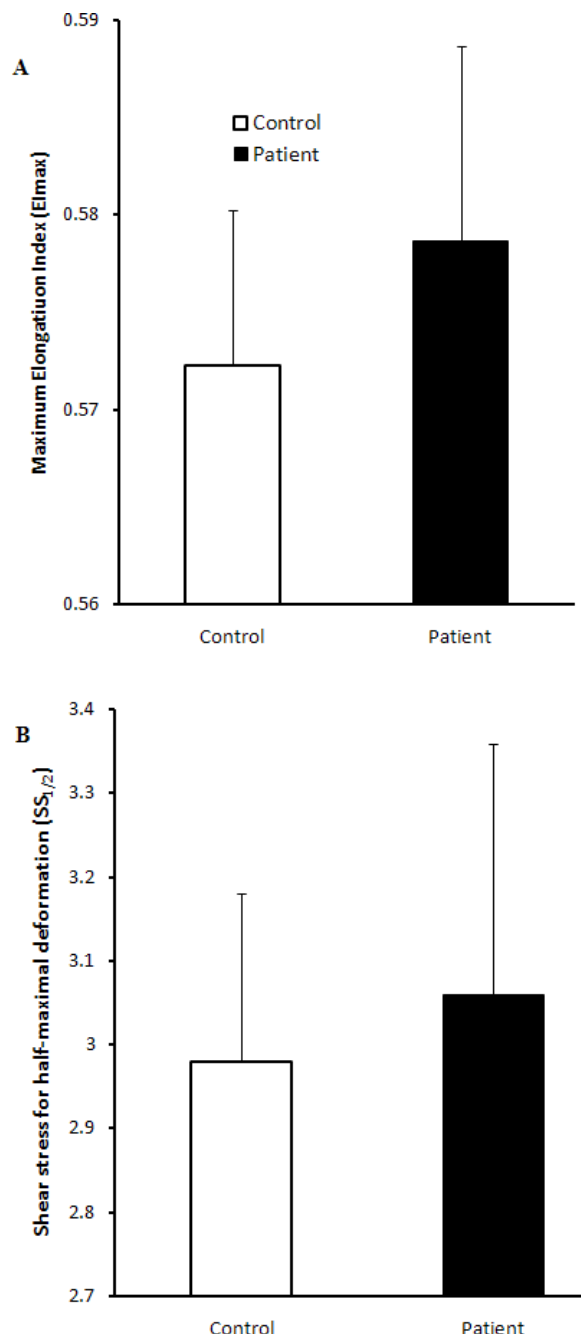 A
Maximum Elongatiuon Index (EImax)
0.59
0.58
0.57
0.56
Control
Patient
Control
Patient
B
Shear stress for half-maximal deformation (SS1/2)
3.4
3.3
3.2
3.1
3
2.9
2.8
2.7
Control
Patient